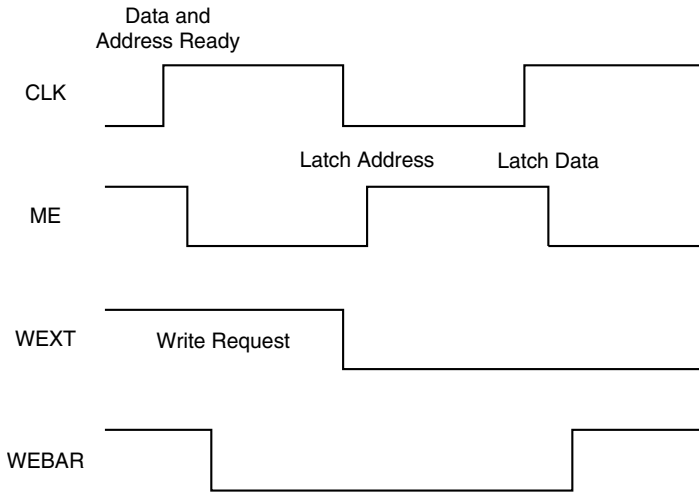 Data and
Address Ready
CLK
Latch Address
Latch Data
ME
WEXT
Write Request
WEBAR